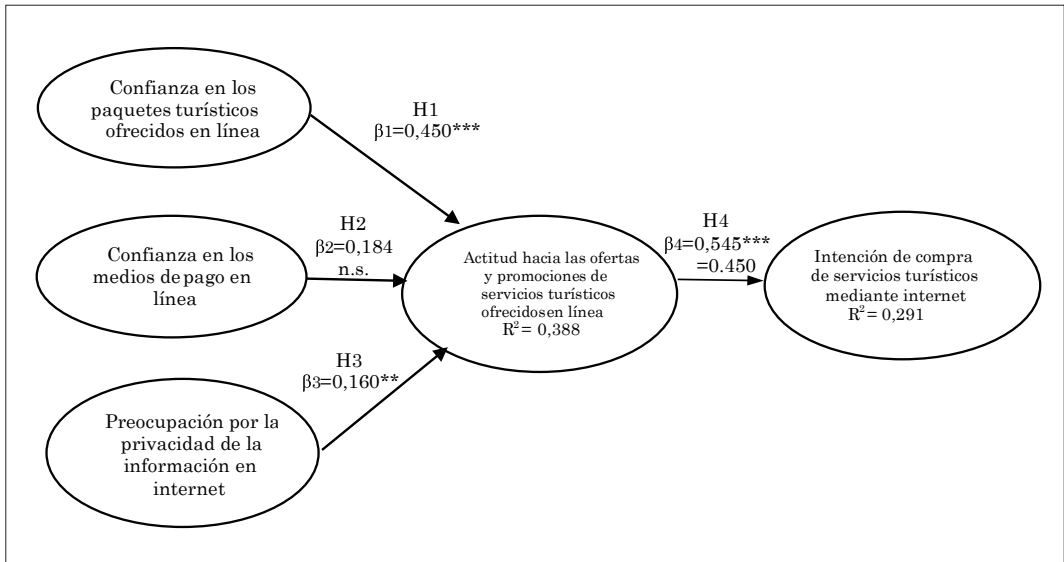 Confianza en los
paquetes turísticos
ofrecidos en línea
H1
β1=0,450***
Confianza en los
medios de pago en
línea
H2
β2=0,184
n.s.
Preocupación por la
privacidad de la
información en
internet
H3
β3=0,160**
Actitud hacia las ofertas
y promociones de
servicios turísticos
ofrecidos en línea
R² = 0,388
H4
β4=0,545***
=0.450
Intención de compra
de servicios turísticos
mediante internet
R² = 0,291